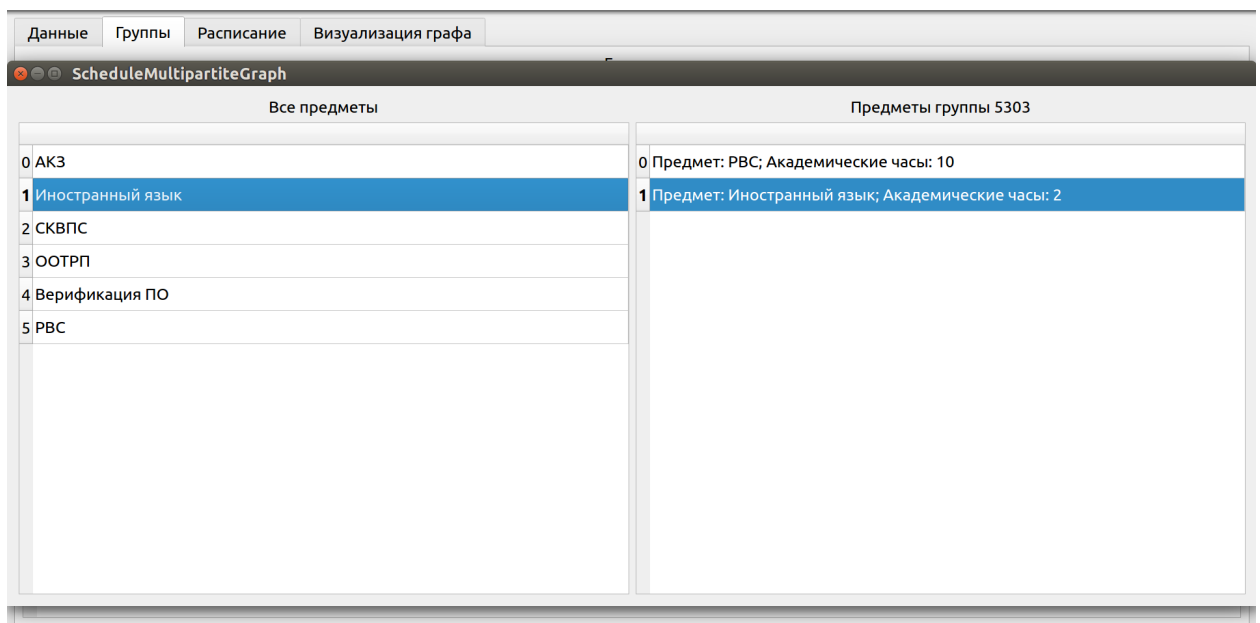 Данные Группы Расписание Визуализация графа
ScheduleMultipartiteGraph
Все предметы Предметы группы 5303
0 АКЗ 0 Предмет: РВС; Академические часы: 10
1 Иностранный язык 1 Предмет: Иностранный язык; Академические часы: 2
2 СКВПС
3 ООТРП
4 Верификация ПО
5 РВС